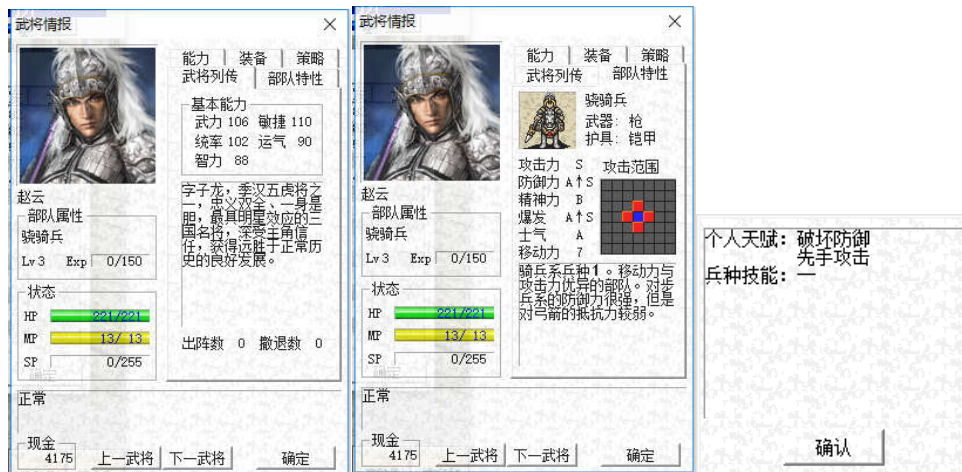 武将情报
能力 装备 策略
武将列传 部队特性
基本能力
武力 106 敏捷 110
统率 102 运气 90
智力 88
赵云
部队属性
骁骑兵
Lv 3 Exp 0/150
状态
HP 221/221
MP 13/ 13
SP 0/255
字子龙，季汉五虎将之
一，忠义双全、一身是
胆，最具明星效应的三
国名将，深受主角信
任，获得远胜于正常历
史的良好发展。
出阵数 0 撤退数 0
正常
现金
4175
上一武将 下一武将 确定
武将情报
能力 装备 策略
武将列传 部队特性
骁骑兵
武器: 枪
护具: 铠甲
攻击力 S 攻击范围
防御力 A↑S
精神力 B
爆发 A↑S
士气 A
移动力 7
赵云
部队属性
骁骑兵
Lv 3 Exp 0/150
状态
HP 221/221
MP 13/ 13
SP 0/255
骑兵系兵种1。移动力与
攻击力优异的部队。对步
兵系的防御力很强，但是
对弓箭的抵抗力较弱。
正常
现金
4175
上一武将 下一武将 确定
个人天赋: 破坏防御
先手攻击
兵种技能: 一
确认